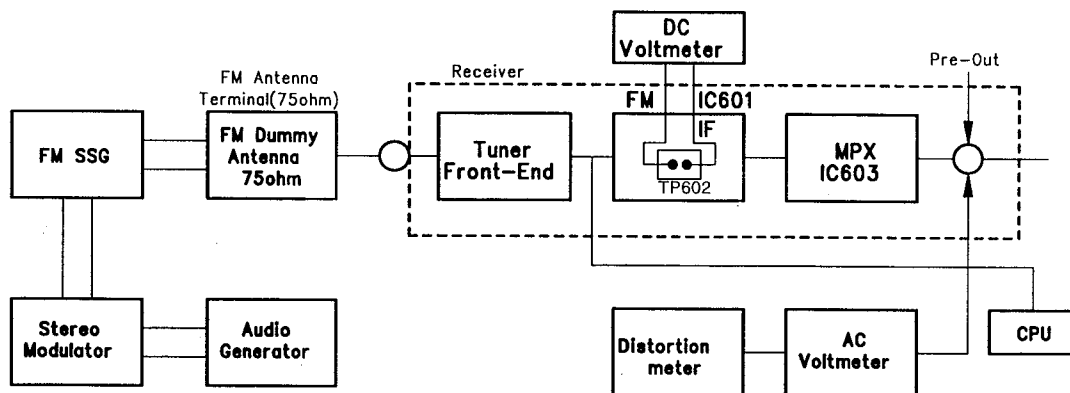 DC
Voltmeter
Pre-Out
Receiver
FM Antenna
Terminal(75ohm)
FM IC601
IF
FM SSG
FM Dummy
Antenna
75ohm
Tuner
Front-End
TP602
MPX
IC603
Stereo
Modulator
Audio
Generator
Distortion
meter
AC
Voltmeter
CPU